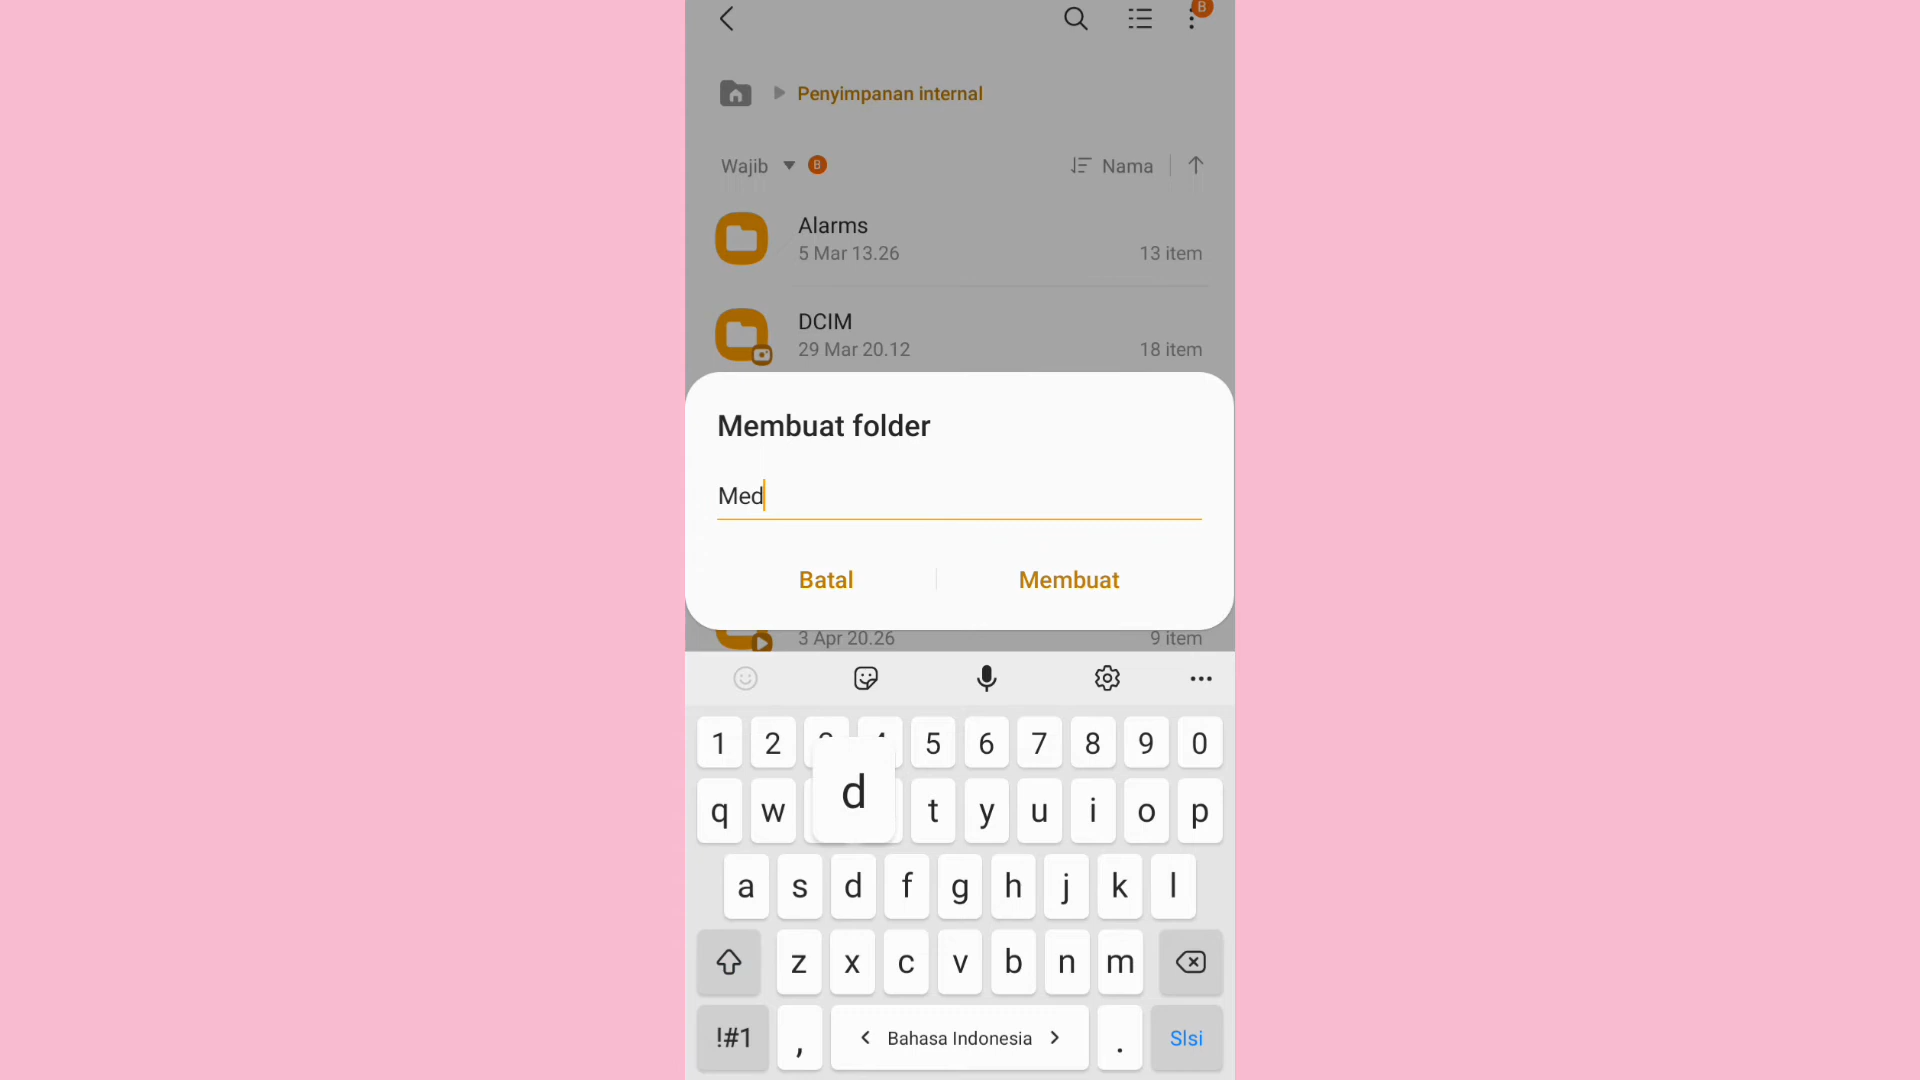 B
Penyimpanan internal
Wajib B Nama
Alarms
5 Mar 13.26 13 item
DCIM
29 Mar 20.12 18 item
Membuat folder
Med
Batal Membuat
3 Apr 20.26 9 item
1 2 5 6 7 8 9 0
q w d t y u i o p
a s d f g h j k l
z x c v b n m
!#1 , < Bahasa Indonesia > . Slsi